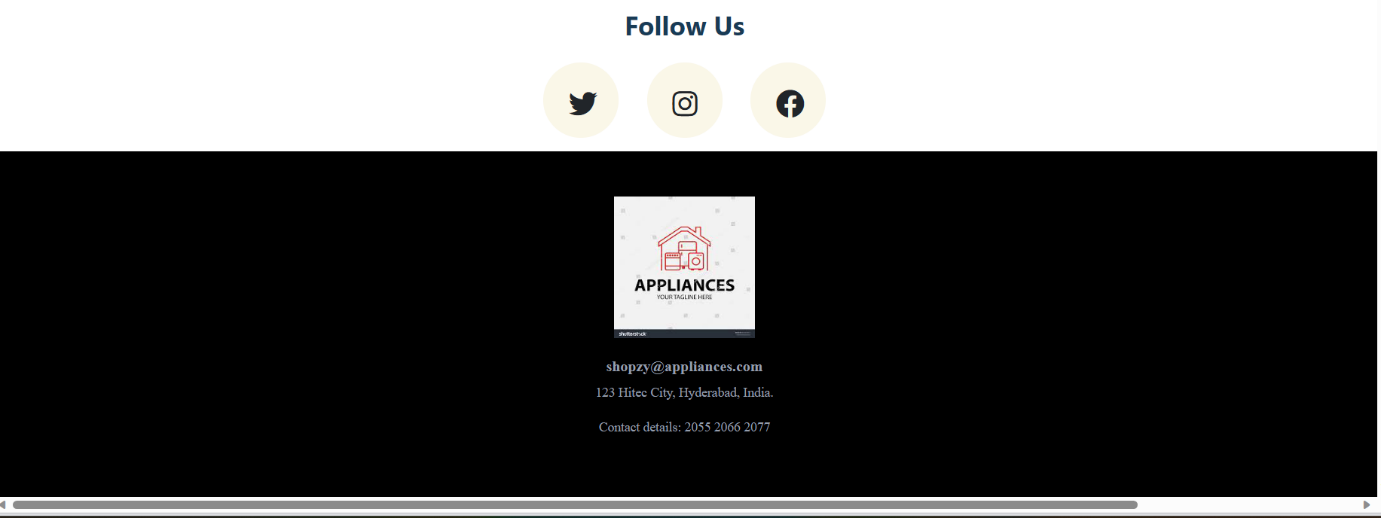 Follow Us
APPLIANCES
YOUR TAGLINE HERE
shutterstock
shopzy@appliances.com
123 Hitec City, Hyderabad, India.
Contact details: 2055 2066 2077